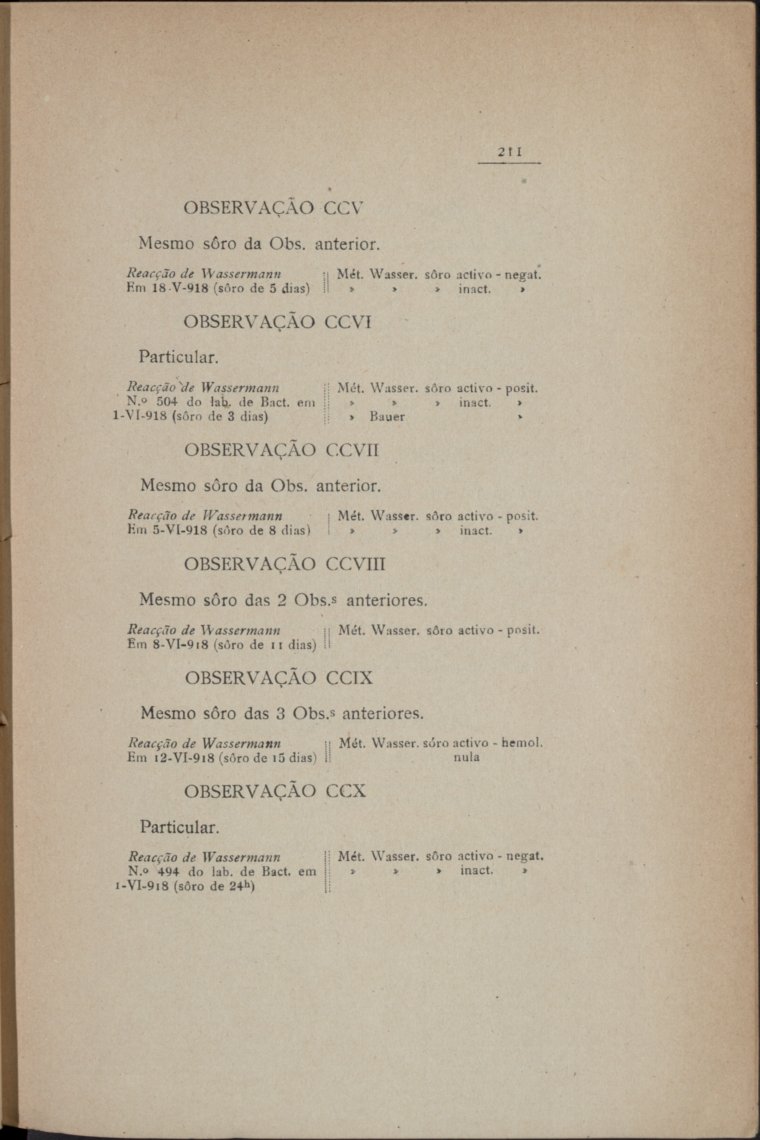 211
OBSERVAÇÃO CCV
Mesmo sôro da Obs. anterior.
Reacção de Wassermann Mét. Wasser. sôro activo - negat.
Em 18-V-918 (sôro de 5 dias) » » » inact. »
OBSERVAÇÃO CCVI
Particular.
Reacção de Wassermann Mét. Wasser. sôro activo - posit.
N.º 504 do lab. de Bact. em » » » inact. »
1-VI-918 (sôro de 3 dias) » Bauer »
OBSERVAÇÃO CCVII
Mesmo sôro da Obs. anterior.
Reacção de Wassermann Mét. Wasser. sôro activo - posit.
Em 5-VI-918 (sôro de 8 dias) » » » inact. »
OBSERVAÇÃO CCVIII
Mesmo sôro das 2 Obs.s anteriores.
Reacção de Wassermann Mét. Wasser. sôro activo - posit.
Em 8-VI-918 (sôro de 11 dias)
OBSERVAÇÃO CCIX
Mesmo sôro das 3 Obs.s anteriores.
Reacção de Wassermann Mét. Wasser. sôro activo - hemol.
Em 12-VI-918 (sôro de 15 dias) nula
OBSERVAÇÃO CCX
Particular.
Reacção de Wassermann Mét. Wasser. sôro activo - negat.
N.º 494 do lab. de Bact. em » » » inact. »
1-VI-918 (sôro de 24h)